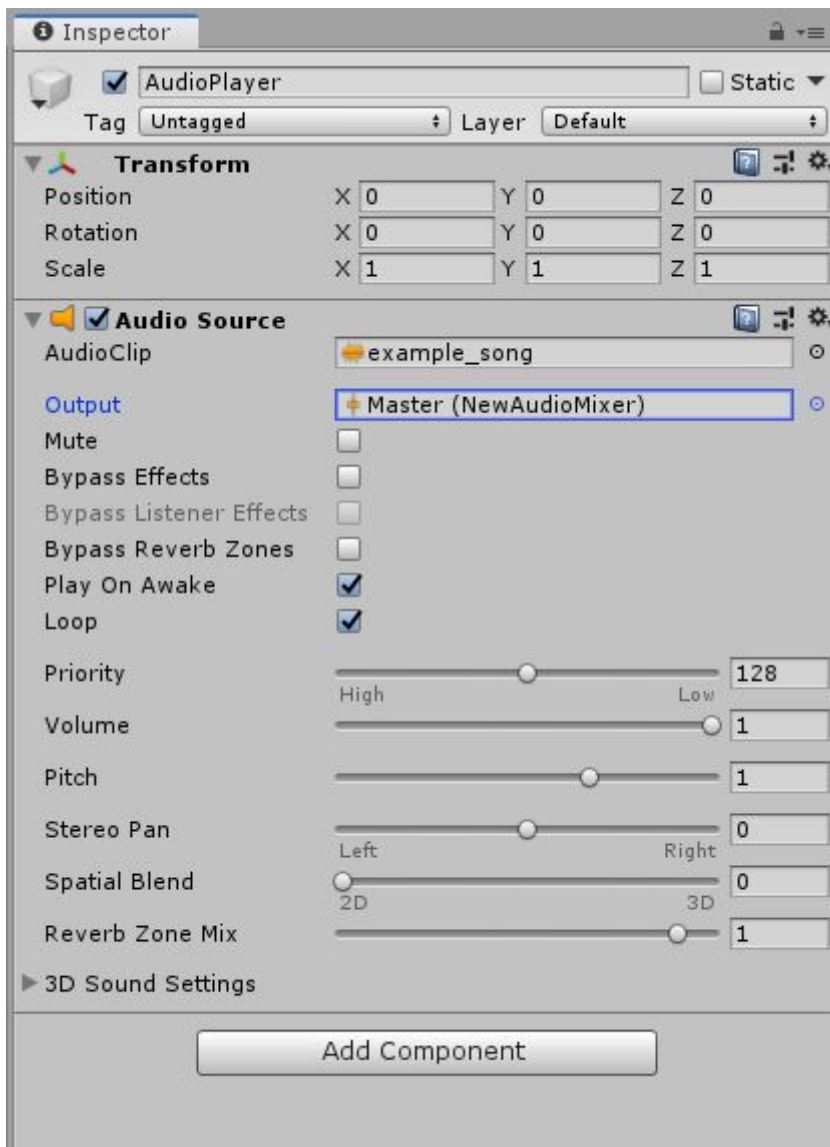 Inspector
AudioPlayer Static
Tag Untagged Layer Default
Transform
Position X 0 Y 0 Z 0
Rotation X 0 Y 0 Z 0
Scale X 1 Y 1 Z 1
Audio Source
AudioClip example_song
Output Master (NewAudioMixer)
Mute
Bypass Effects
Bypass Listener Effects
Bypass Reverb Zones
Play On Awake
Loop
Priority 128
High Low
Volume 1
Pitch 1
Stereo Pan 0
Left Right
Spatial Blend 0
2D 3D
Reverb Zone Mix 1
3D Sound Settings
Add Component